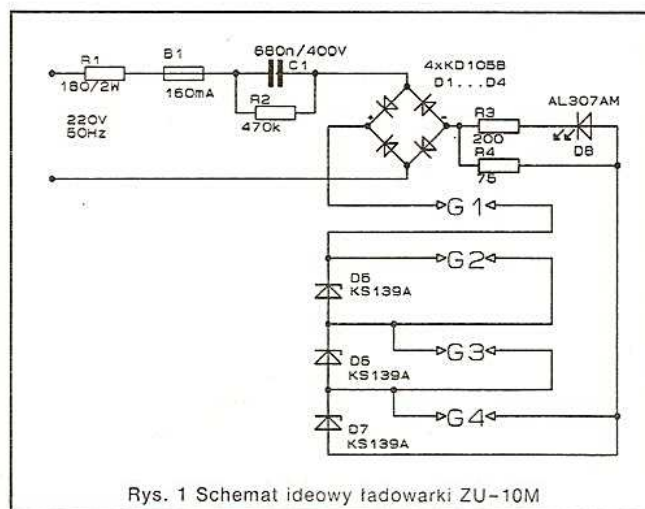 R1
180/2W
B1
160mA
680n/400V
C1
R2
470k
220V
50Hz
4xKD105B
D1...D4
+
-
R3
200
R4
75
AL307AM
D8
G1
G2
D5
KS139A
G3
D6
KS139A
G4
D7
KS139A
Rys. 1 Schemat ideowy ładowarki ZU-10M